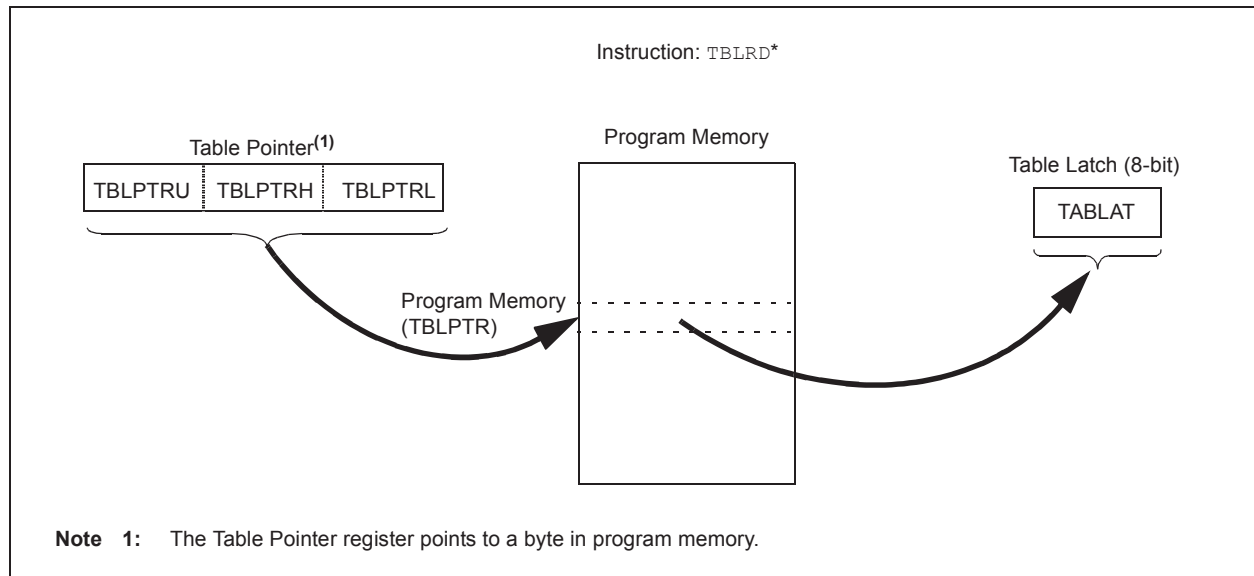 Instruction: TBLRD*
Table Pointer(1)
TBLPTRU TBLPTRH TBLPTRL
Program Memory
Table Latch (8-bit)
TABLAT
Program Memory
(TBLPTR)
Note 1: The Table Pointer register points to a byte in program memory.